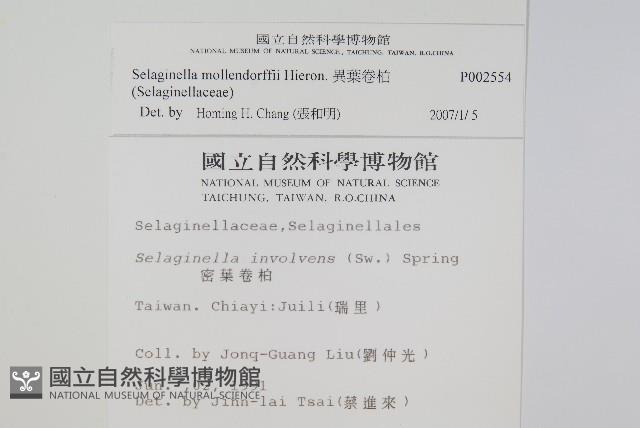 國立自然科學博物館
NATIONAL MUSEUM OF NATURAL SCIENCE, TAICHUNG, TAIWAN, R.O.CHINA
Selaginella mollendorffii Hieron. 異葉卷柏 P002554
(Selaginellaceae)
Det. by Homing H. Chang (張和明) 2007/1/5
國立自然科學博物館
NATIONAL MUSEUM OF NATURAL SCIENCE
TAICHUNG, TAIWAN, R.O.CHINA
Selaginellaceae,Selaginellales
Selaginella involvens (Sw.) Spring
密葉卷柏
Taiwan. Chiayi:Juili(瑞里)
Coll. by Jong-Guang Liu(劉仲光)
1991
Det. by Jinn-lai Tsai(蔡進來)
國立自然科學博物館
NATIONAL MUSEUM OF NATURAL SCIENCE